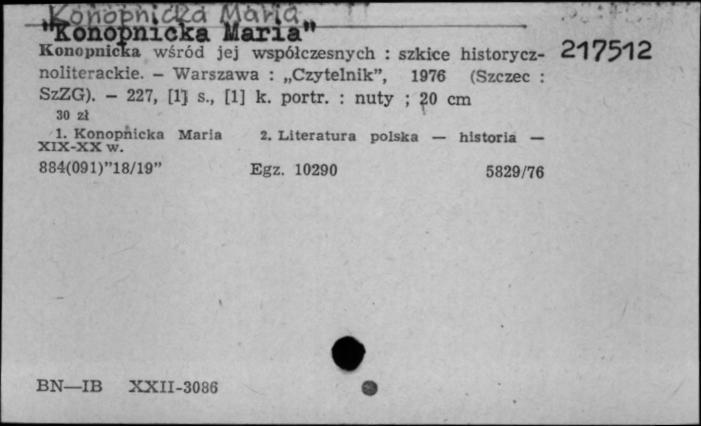 Konopnicka Maria
"Konopnicka Maria"
Konopnicka wśród jej współczesnych : szkice historycz-
217512
noliterackie. — Warszawa : „Czytelnik”, 1976 (Szczec :
SzZG). — 227, [1] s., [1] k. portr. : nuty ; 20 cm
30 zł
1. Konopnicka Maria 2. Literatura polska — historia —
XIX-XX w.
884(091)”18/19” Egz. 10290 5829/76
BN—IB XXII-3086